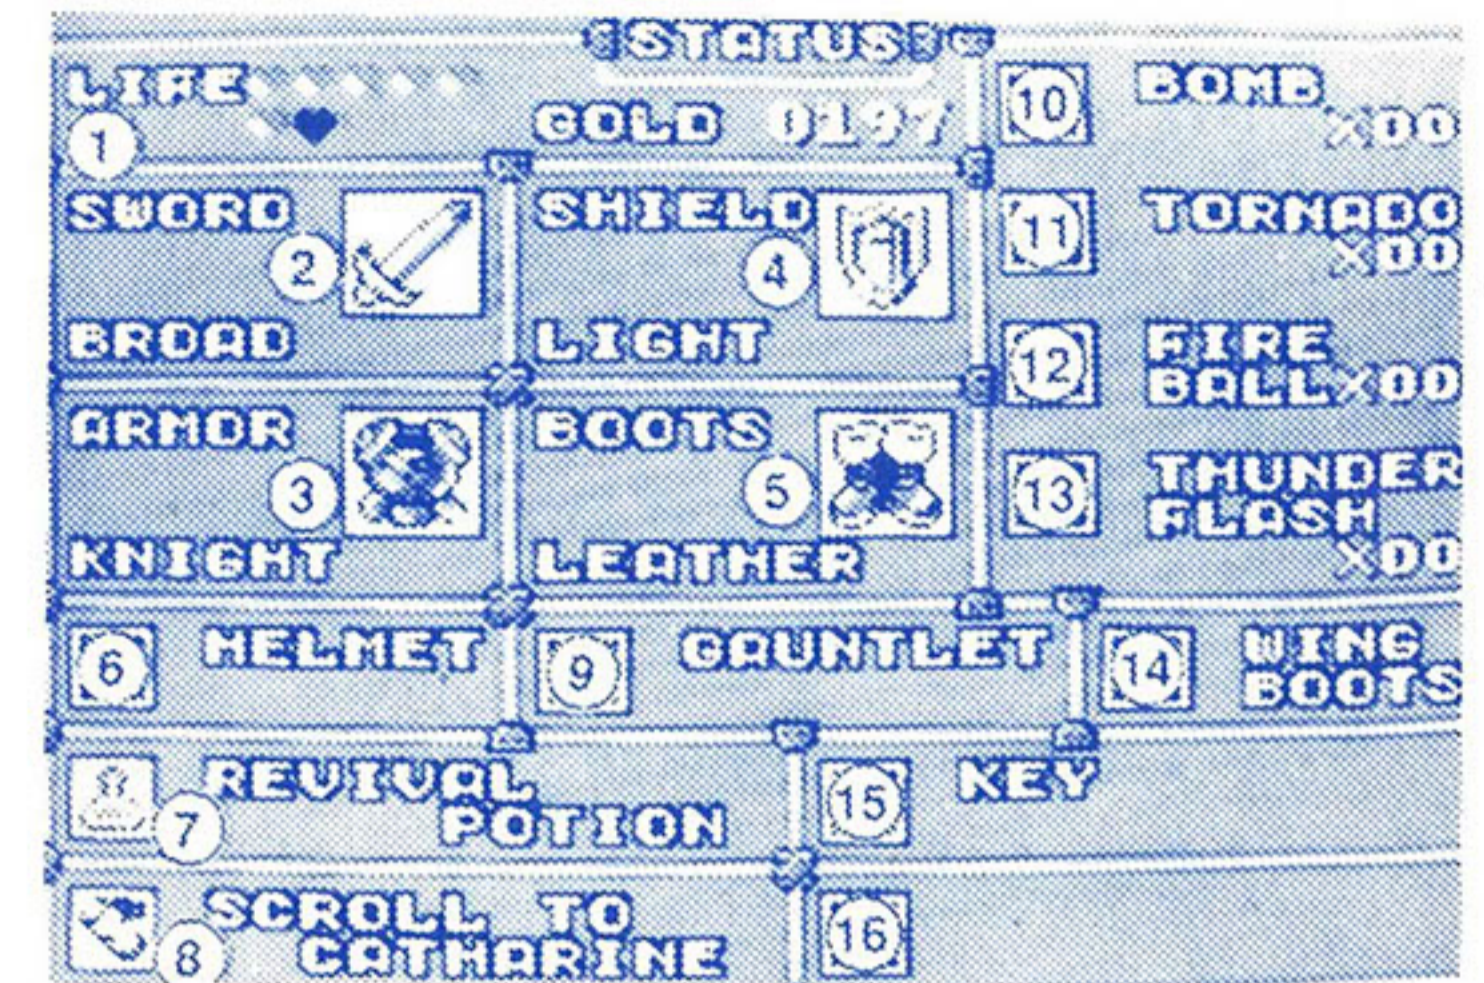 STATUS
LIFE
1
GOLD 0197
SWORD
2
BROAD
SHIELD
4
LIGHT
ARMOR
3
KNIGHT
BOOTS
5
LEATHER
10
BOMB
X00
11
TORNADO
X00
12
FIRE
BALL X00
13
THUNDER
FLASH
X00
6 HELMET
9 GAUNTLET
14
WING
BOOTS
7
REVIVAL
POTION
15 KEY
8
SCROLL TO
CATHARINE
16